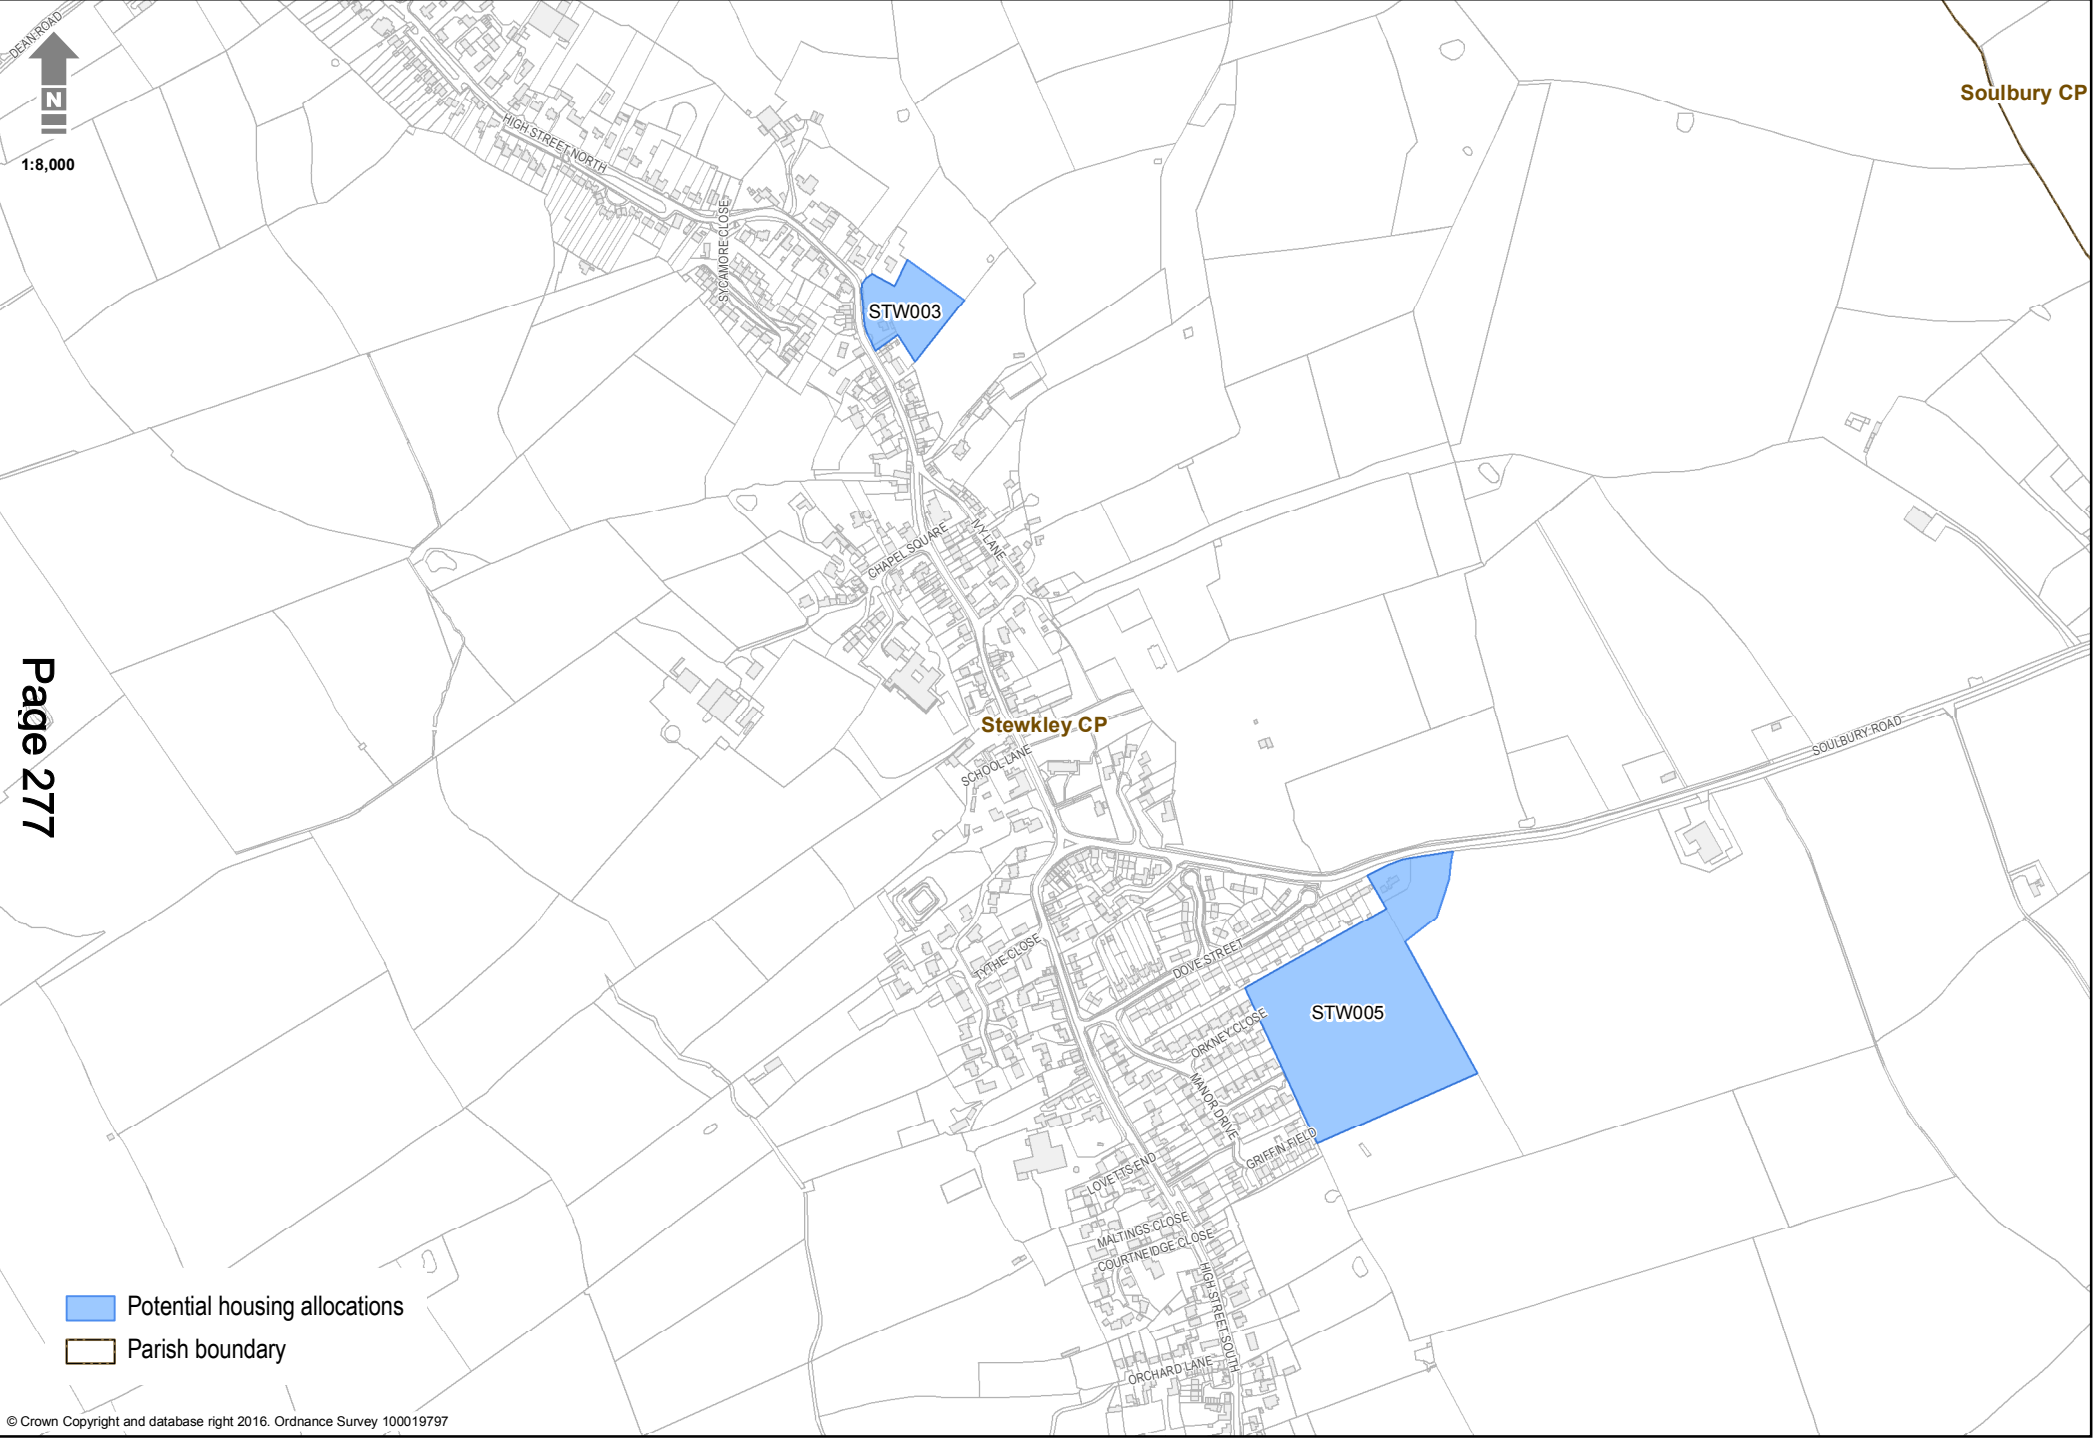 DEAN ROAD
N
1:8,000
Soulbury CP
HIGH STREET NORTH
SYCAMORE CLOSE
STW003
CHAPEL SQUARE
IVY LANE
Page 277
Stewkley CP
SCHOOL LANE
SOULBURY ROAD
TYTHE CLOSE
DOVE STREET
STW005
ORKNEY CLOSE
MANOR DRIVE
GRIFFIN FIELD
LOVETTS END
MALTINGS CLOSE
COURTNEIDGE CLOSE
HIGH STREET SOUTH
ORCHARD LANE
Potential housing allocations
Parish boundary
© Crown Copyright and database right 2016. Ordnance Survey 100019797